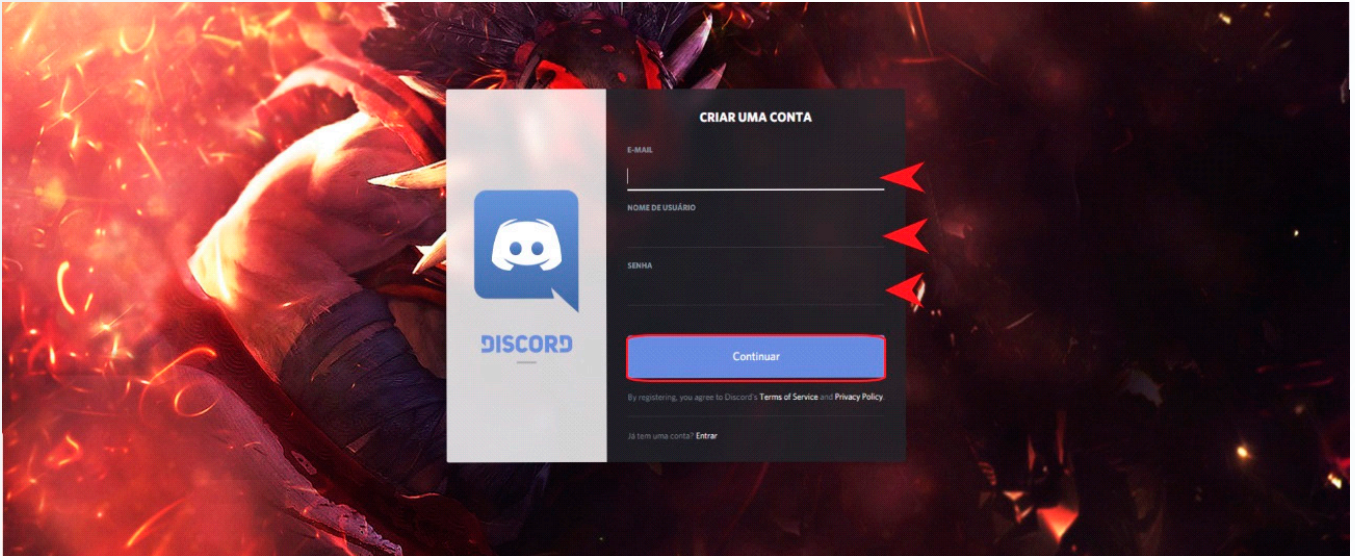 CRIAR UMA CONTA
E-MAIL
NOME DE USUÁRIO
SENHA
DISCORD
Continuar
By registering, you agree to Discord's Terms of Service and Privacy Policy.
Já tem uma conta? Entrar